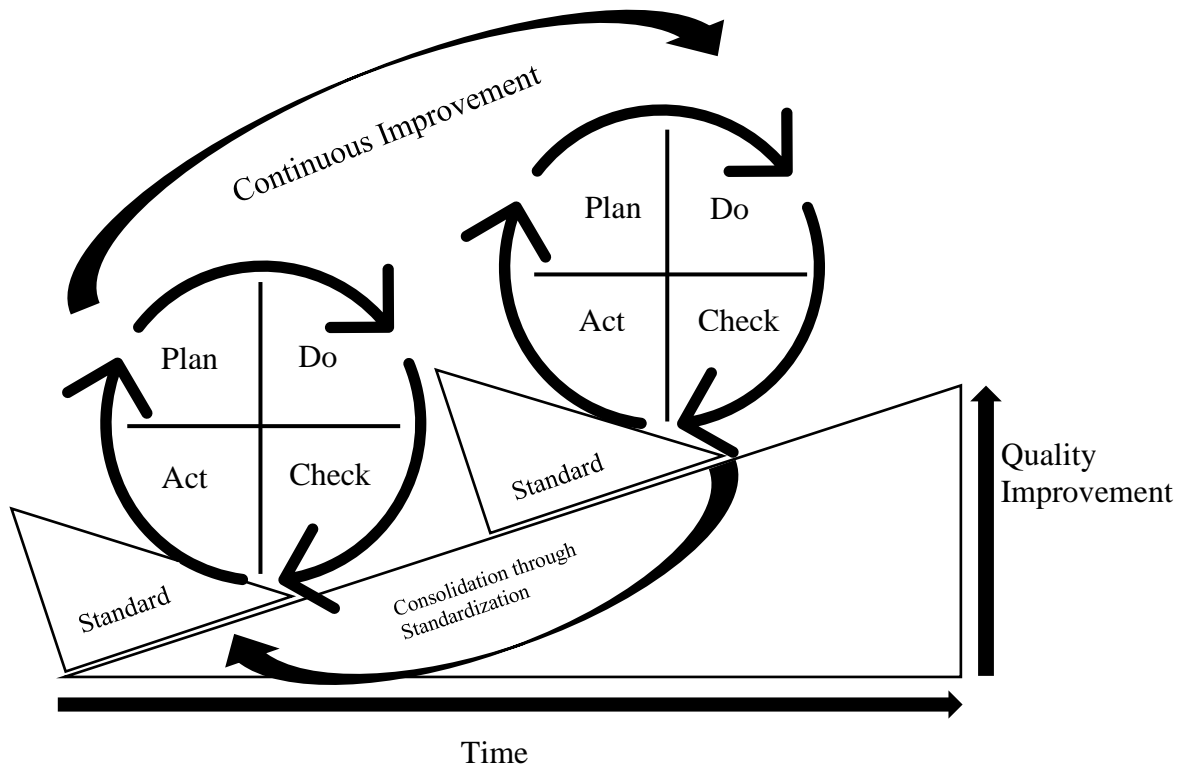 Continuous Improvement
Plan
Do
Act
Check
Plan
Do
Act
Check
Standard
Standard
Consolidation through
Standardization
Quality
Improvement
Time